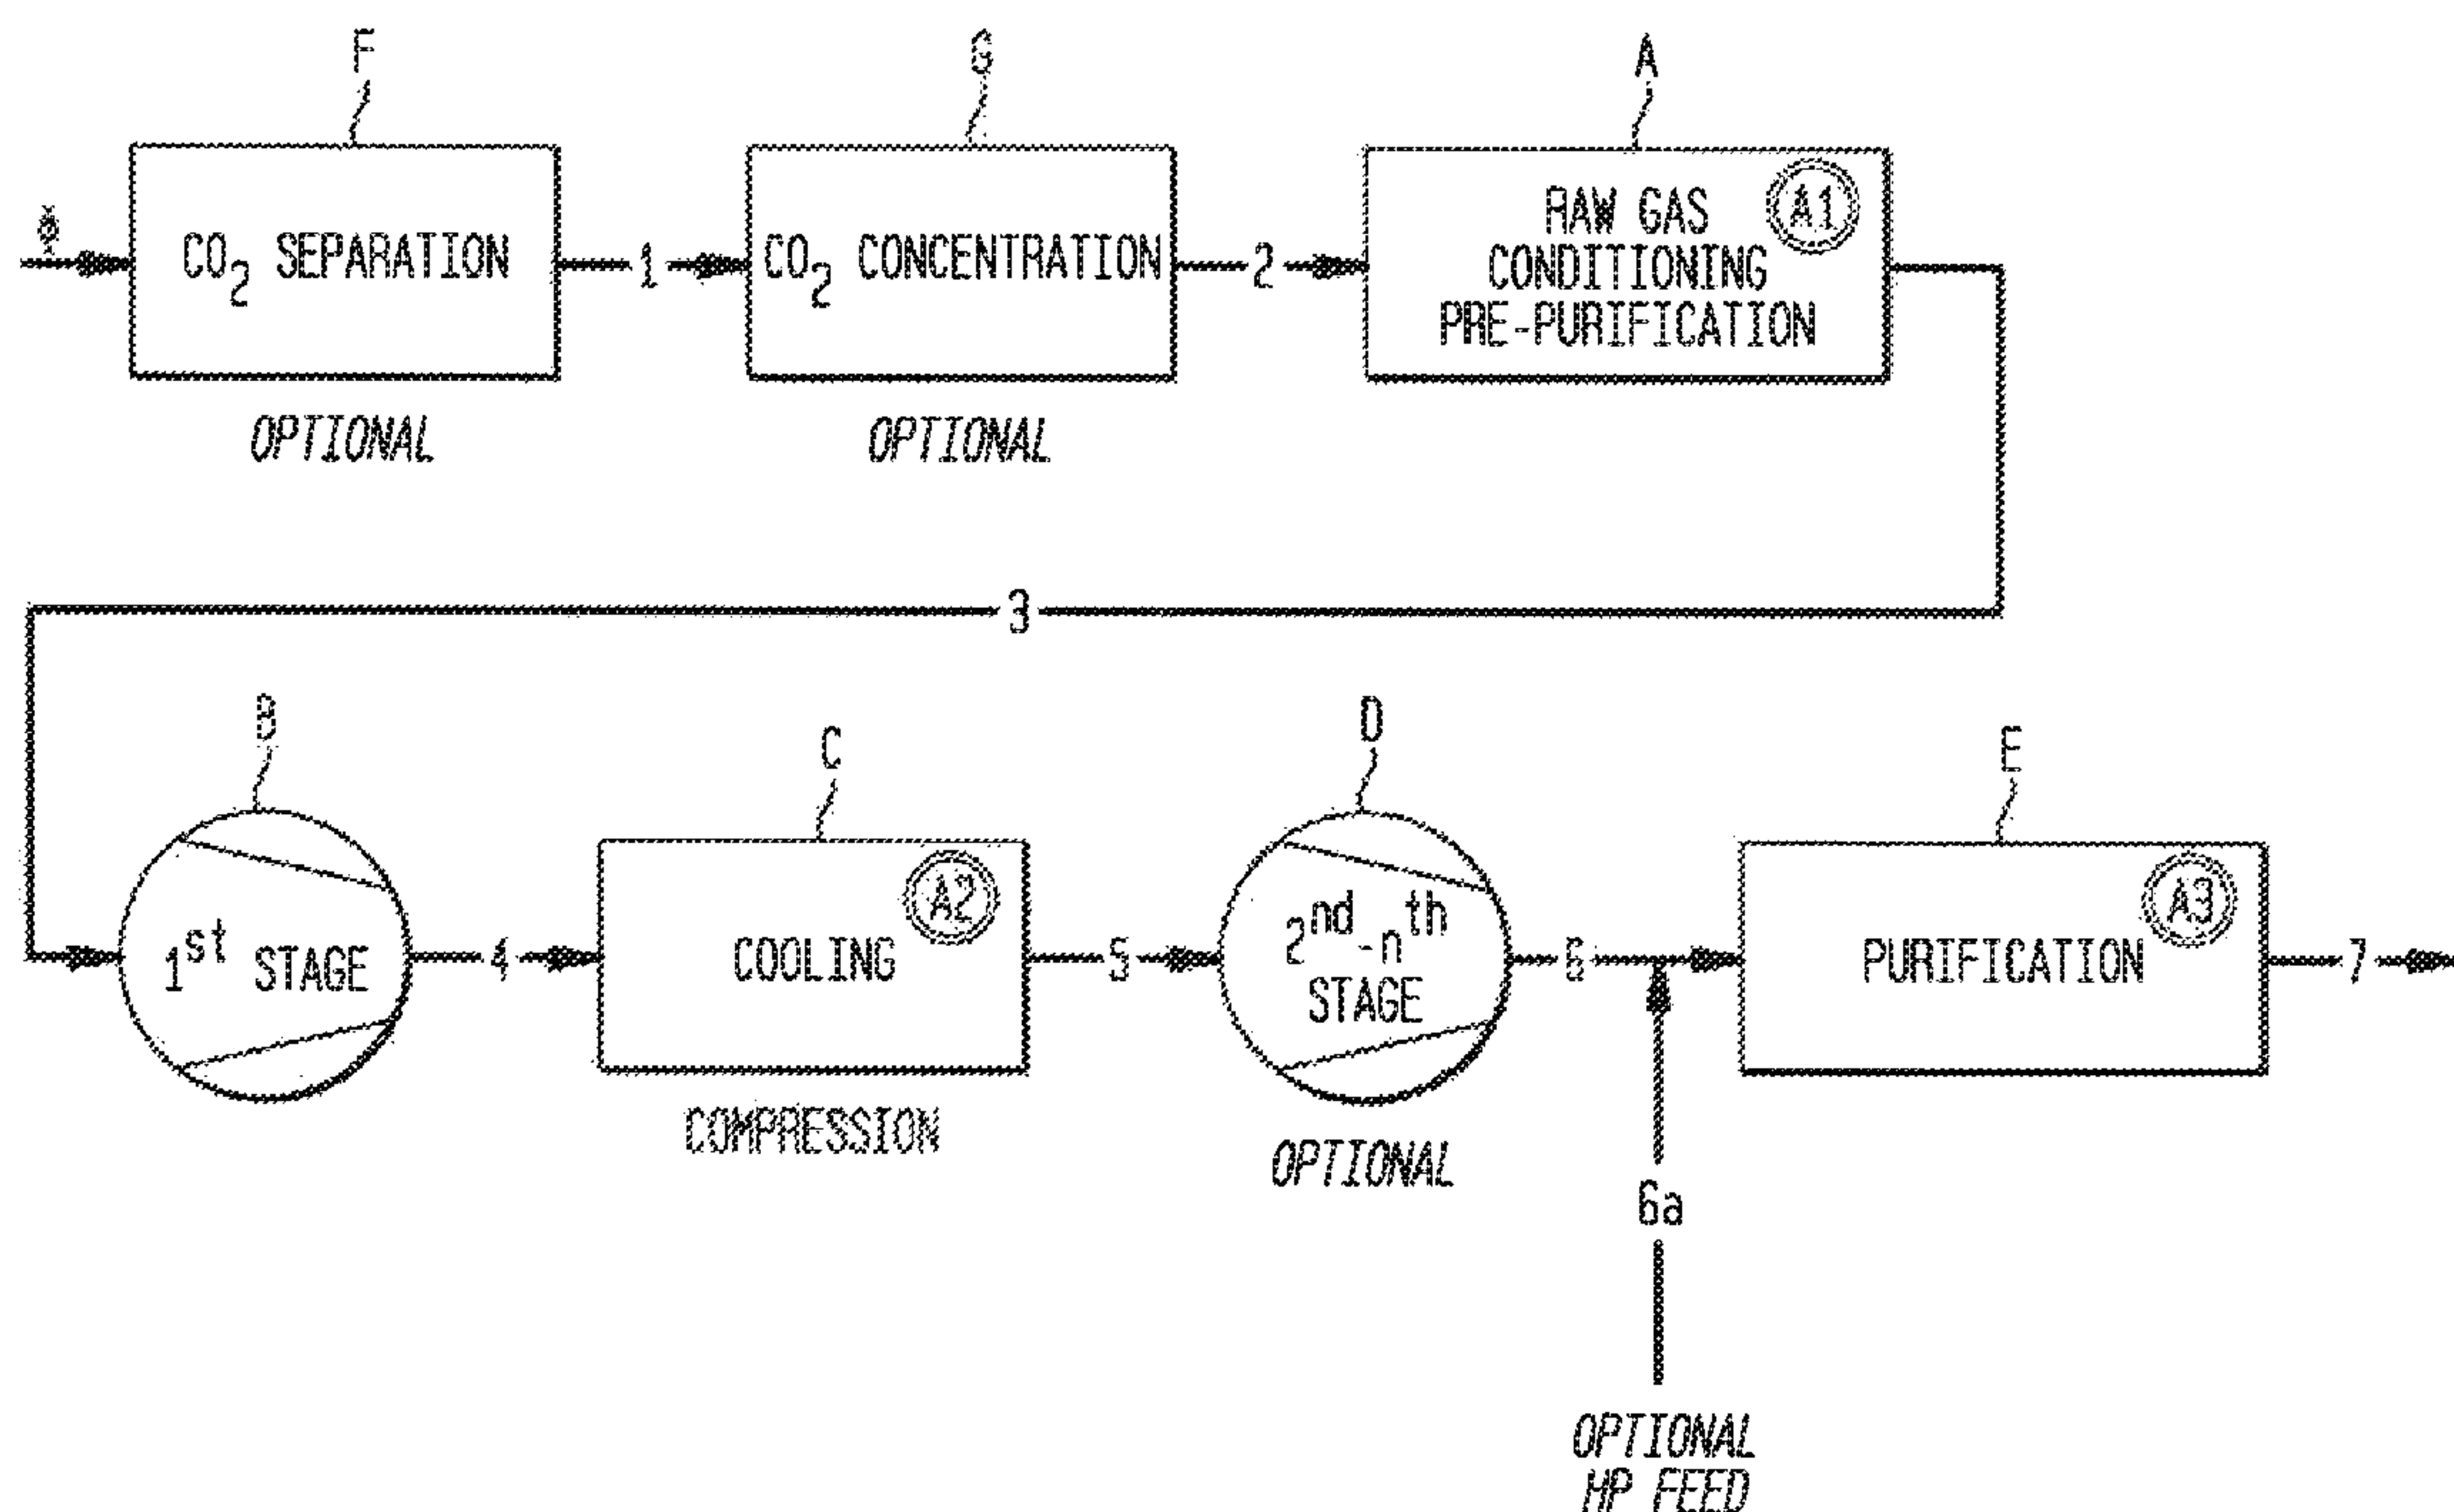 F
G
A
Φ
CO2 SEPARATION
1
CO2 CONCENTRATION
2
RAW GAS
CONDITIONING
PRE-PURIFICATION
A1
OPTIONAL
OPTIONAL
3
B
C
D
E
1st STAGE
4
COOLING
A2
5
2nd-nth
STAGE
6
PURIFICATION
A3
7
COMPRESSION
OPTIONAL
6a
OPTIONAL
HP FEED